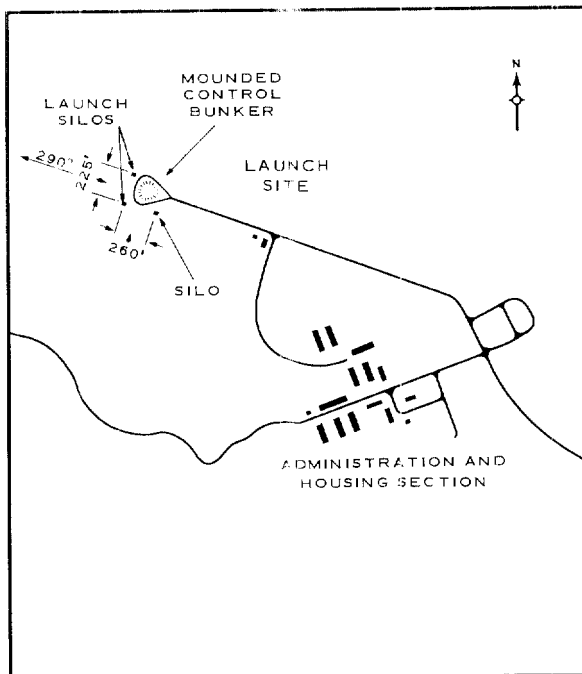 N
MOUNDED
CONTROL
BUNKER
LAUNCH
SILOS
290°
225'
LAUNCH
SITE
260'
SILO
ADMINISTRATION AND
HOUSING SECTION